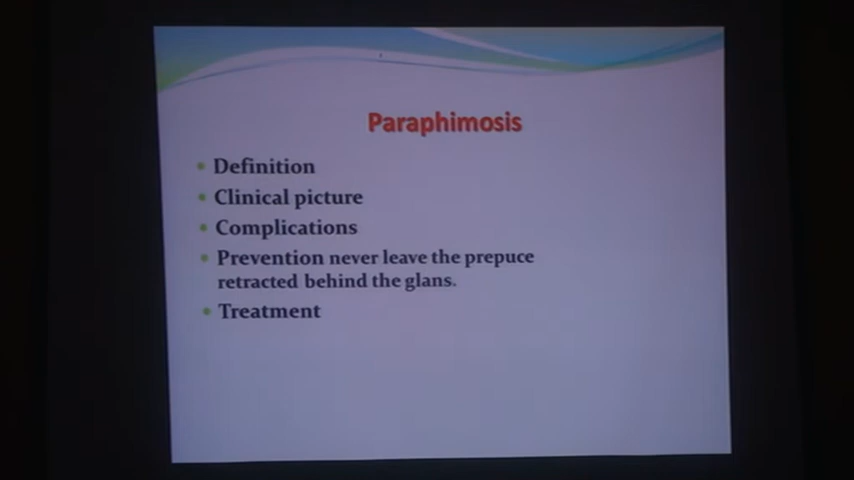 Paraphimosis
• Definition
• Clinical picture
• Complications
• Prevention never leave the prepuce
retracted behind the glans.
• Treatment